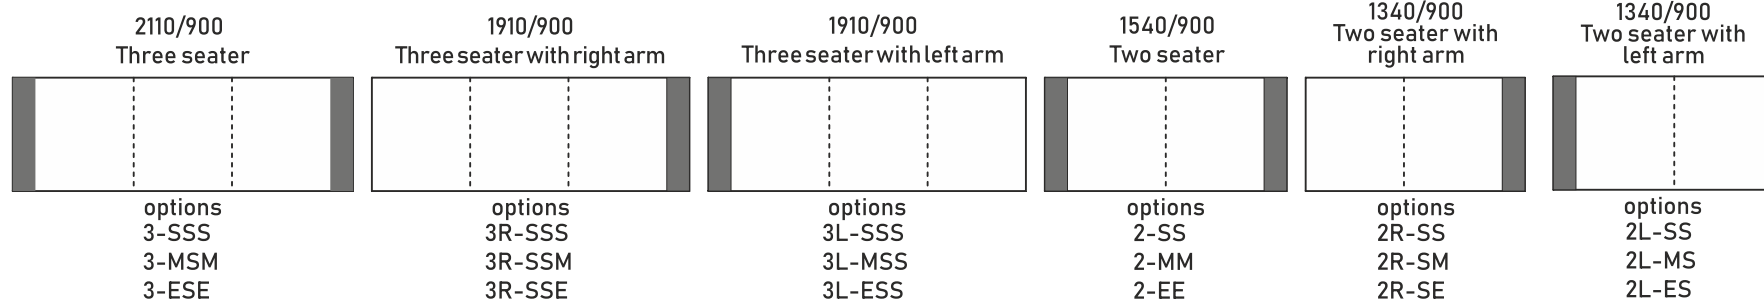 2110/900
Three seater
options
3-SSS
3-MSM
3-ESE
1910/900
Three seater with right arm
options
3R-SSS
3R-SSM
3R-SSE
1910/900
Three seater with left arm
options
3L-SSS
3L-MSS
3L-ESS
1540/900
Two seater
options
2-SS
2-MM
2-EE
1340/900
Two seater with
right arm
options
2R-SS
2R-SM
2R-SE
1340/900
Two seater with
left arm
options
2L-SS
2L-MS
2L-ES